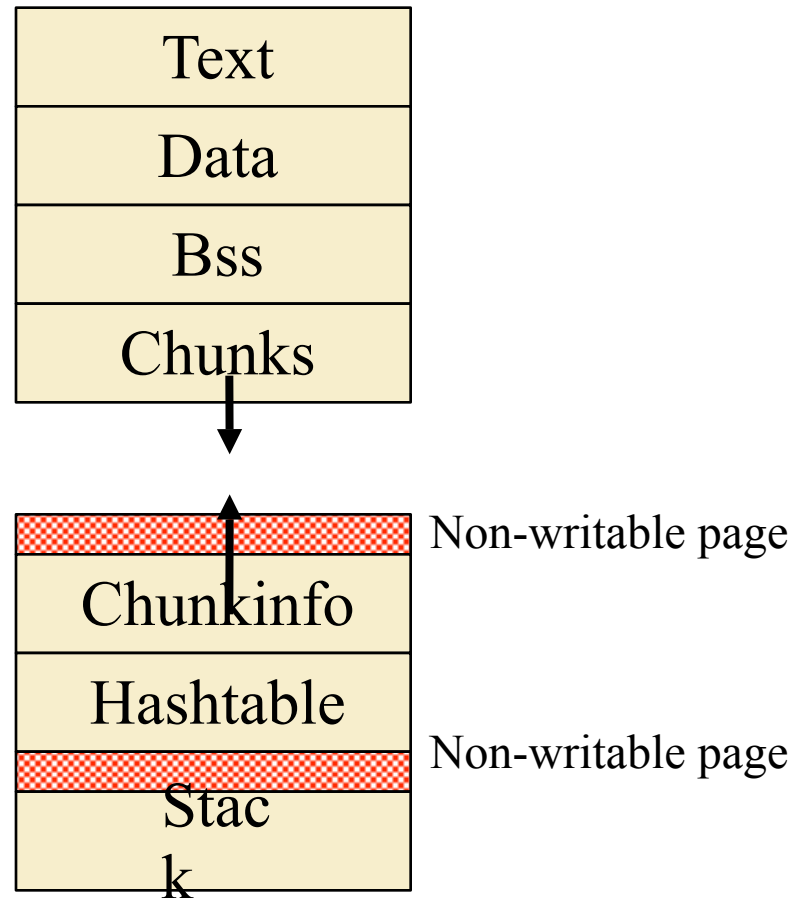 Text
Data
Bss
Chunks
Non-writable page
Chunkinfo
Hashtable
Non-writable page
Stac
k